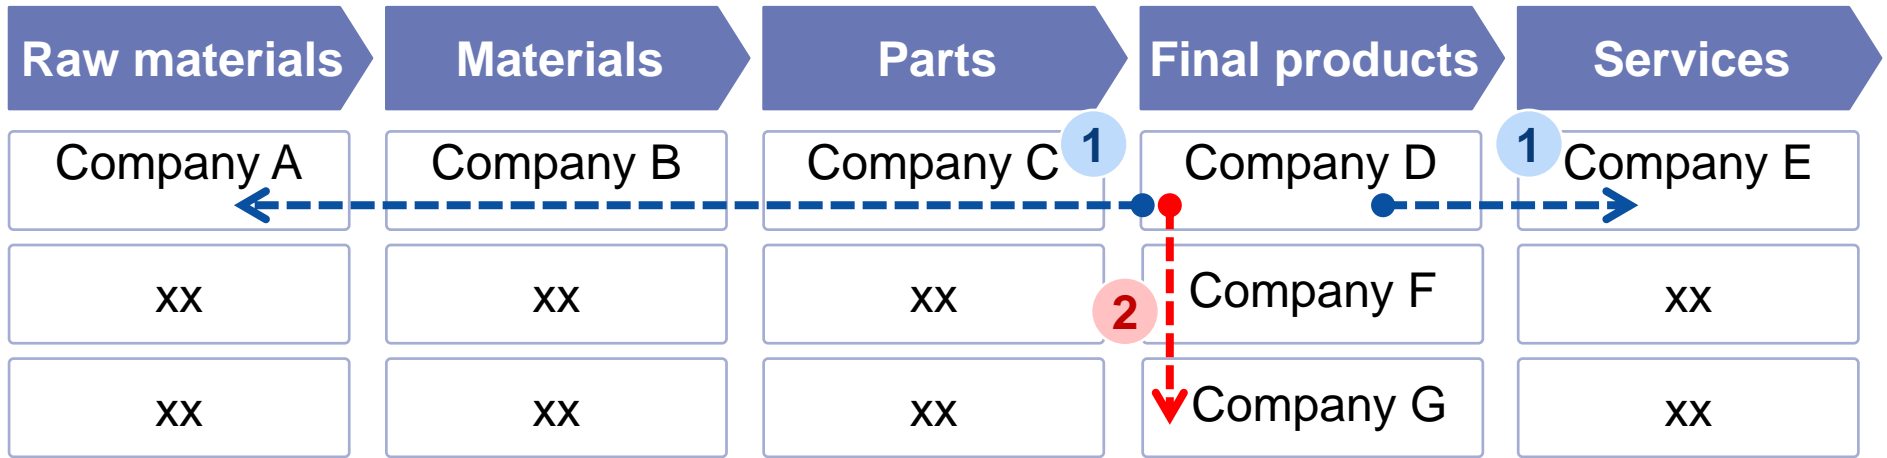 Raw materials Materials Parts Final products Services
Company A Company B Company C 1 Company D 1 Company E
xx xx xx 2 Company F xx
xx xx xx Company G xx